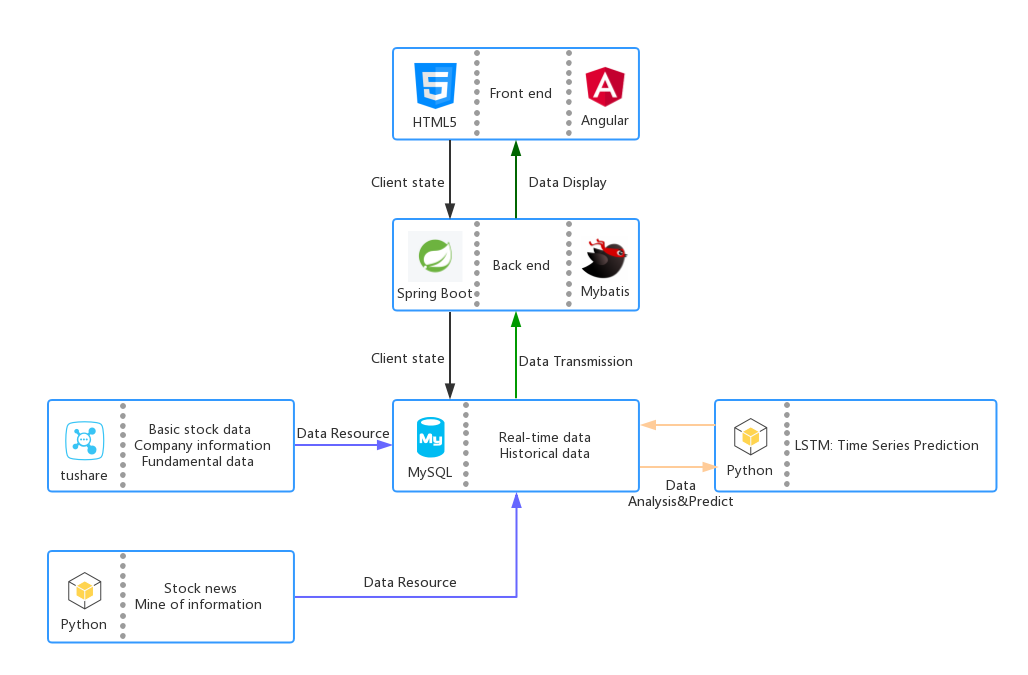 Front end
HTML5
Angular
Client state
Data Display
Back end
Spring Boot
Mybatis
Client state
Data Transmission
Basic stock data
Company information
Fundamental data
tushare
Data Resource
My
MySQL
Real-time data
Historical data
Python
LSTM: Time Series Prediction
Data
Analysis&Predict
Stock news
Mine of information
Python
Data Resource